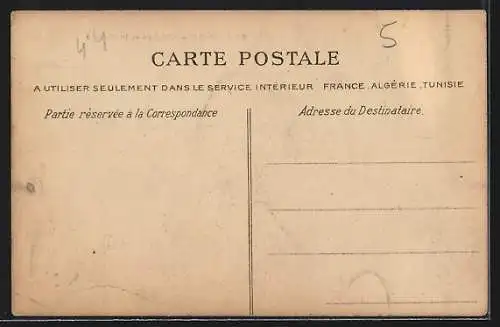 44
5
CARTE POSTALE
A UTILISER SEULEMENT DANS LE SERVICE INTÉRIEUR FRANCE, ALGÉRIE, TUNISIE
Partie réservée à la Correspondance
Adresse du Destinataire.